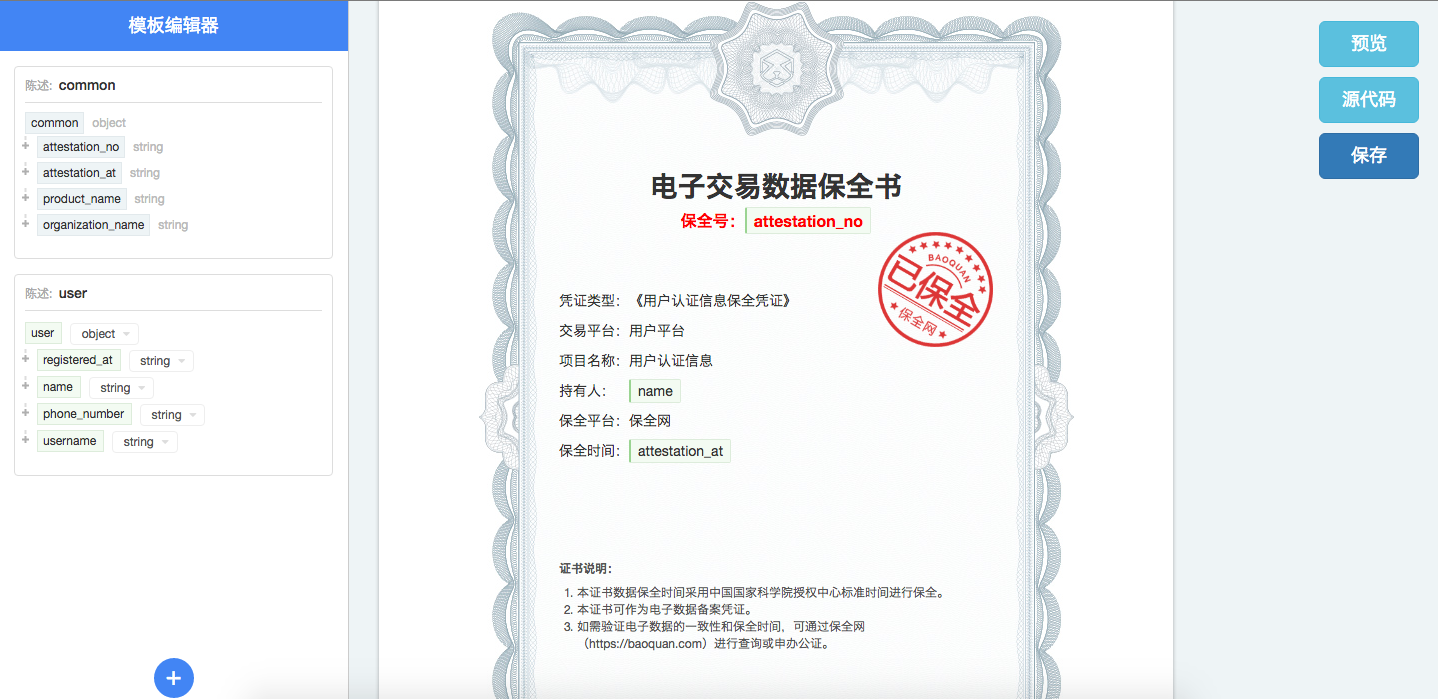 模板编辑器
陈述: common
common object
attestation_no string
attestation_at string
product_name string
organization_name string
陈述: user
user object
registered_at string
name string
phone_number string
username string
+
电子交易数据保全书
保全号： attestation_no
BAOQUAN
已保全
保全网
凭证类型：《用户认证信息保全凭证》
交易平台：用户平台
项目名称：用户认证信息
持有人： name
保全平台：保全网
保全时间： attestation_at
证书说明：
1. 本证书数据保全时间采用中国国家科学院授权中心标准时间进行保全。
2. 本证书可作为电子数据备案凭证。
3. 如需验证电子数据的一致性和保全时间，可通过保全网
（https://baoquan.com）进行查询或申办公证。
预览
源代码
保存